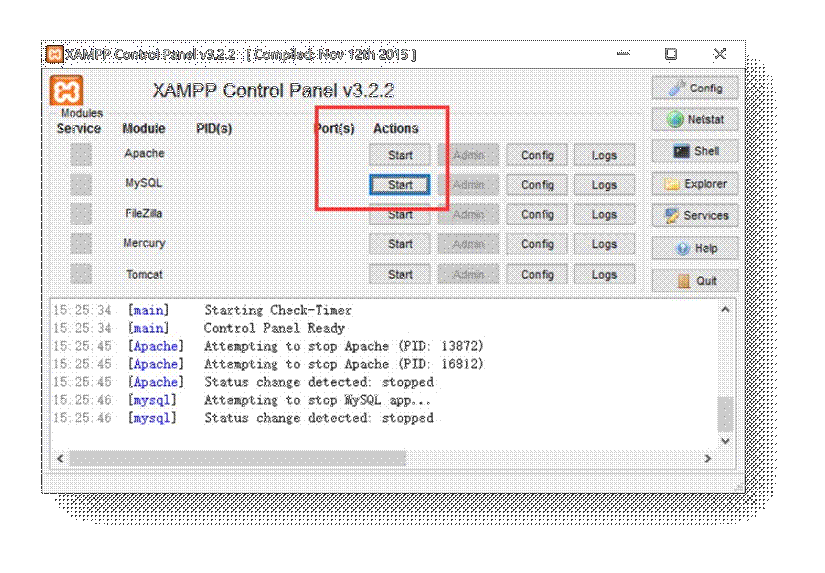 XAMPP Control Panel v3.2.2 [ Compiled: Nov 12th 2015 ]
XAMPP Control Panel v3.2.2
Config
Modules
Service Module PID(s) Port(s) Actions
Netstat
Apache Start Admin Config Logs
Shell
MySQL Start Admin Config Logs
Explorer
FileZilla Start Admin Config Logs
Services
Mercury Start Admin Config Logs
Help
Tomcat Start Admin Config Logs
Quit
15:25:34 [main] Starting Check-Timer
15:25:34 [main] Control Panel Ready
15:25:45 [Apache] Attempting to stop Apache (PID: 13872)
15:25:45 [Apache] Attempting to stop Apache (PID: 16812)
15:25:45 [Apache] Status change detected: stopped
15:25:46 [mysql] Attempting to stop MySQL app...
15:25:46 [mysql] Status change detected: stopped